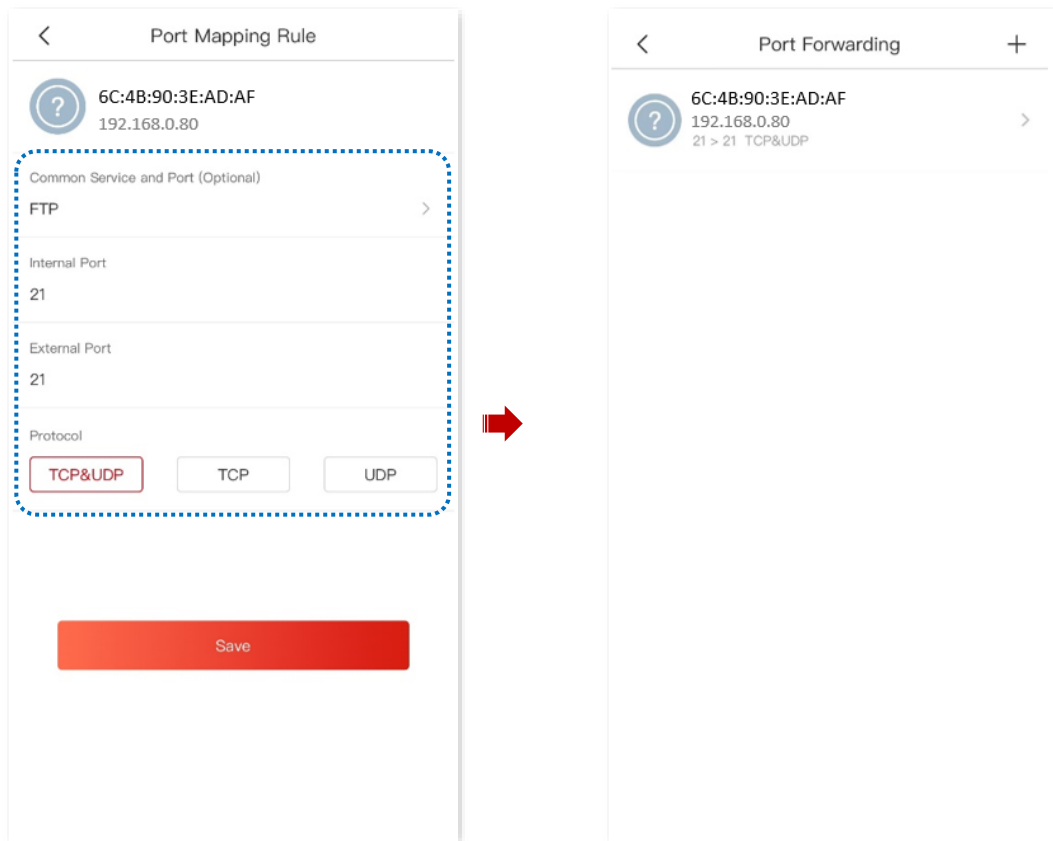 Port Mapping Rule
?
6C:4B:90:3E:AD:AF
192.168.0.80
Common Service and Port (Optional)
FTP
Internal Port
21
External Port
21
Protocol
TCP&UDP TCP UDP
Save
Port Forwarding
?
6C:4B:90:3E:AD:AF
192.168.0.80
21 > 21 TCP&UDP